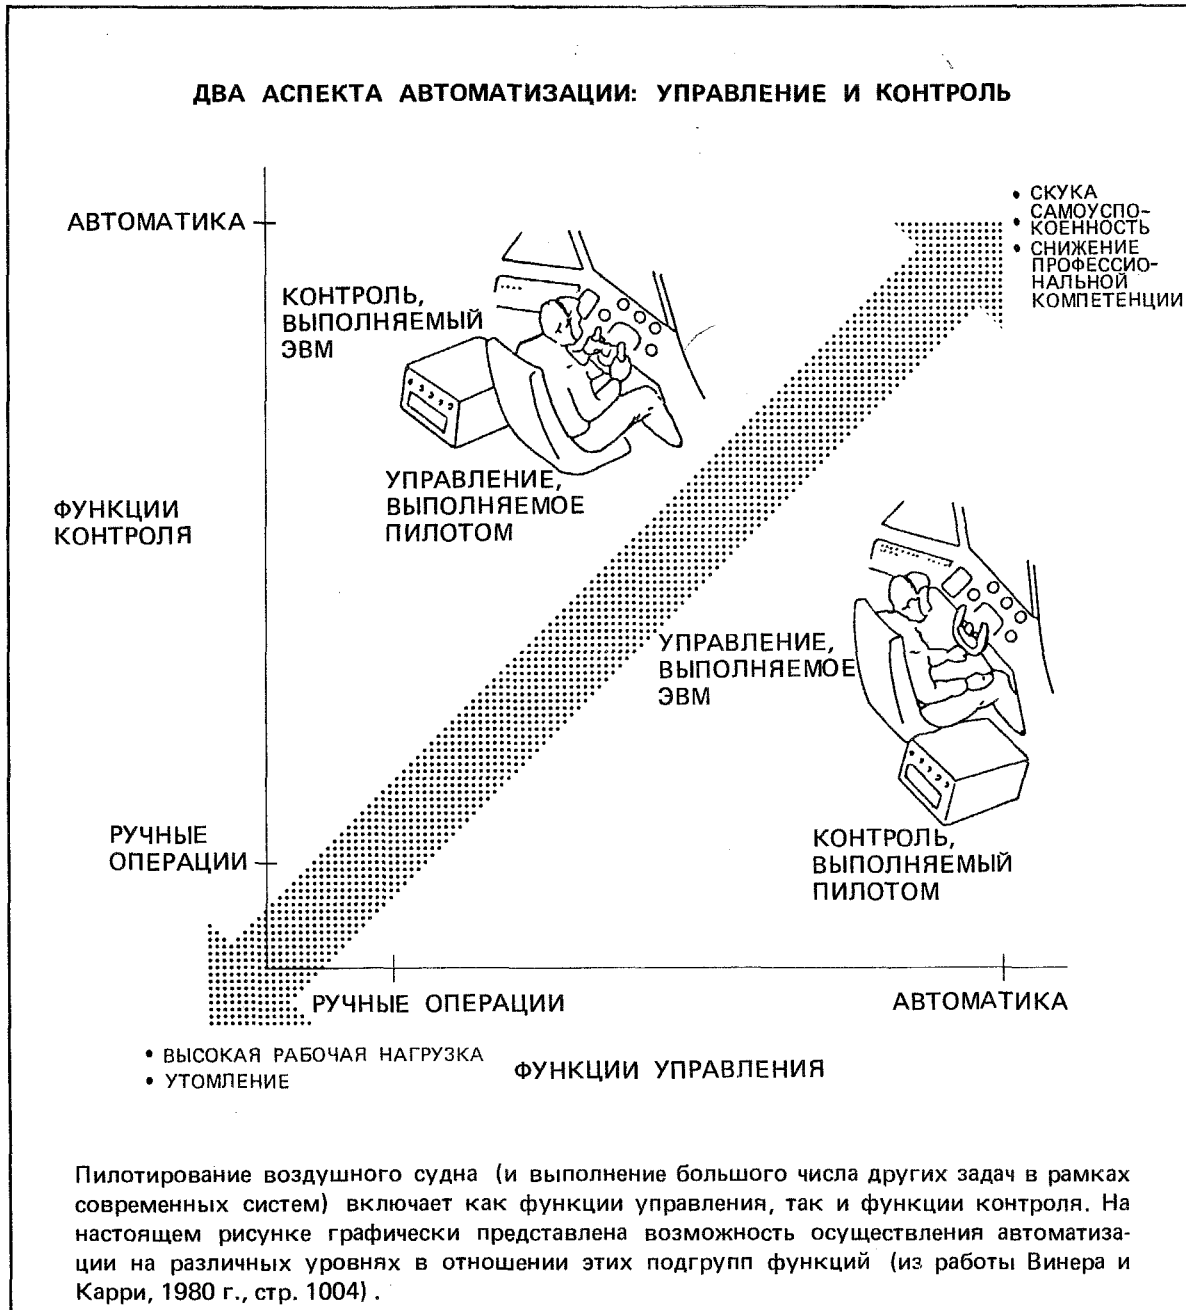 ДВА АСПЕКТА АВТОМАТИЗАЦИИ: УПРАВЛЕНИЕ И КОНТРОЛЬ
АВТОМАТИКА
• СКУКА
• САМОУСПО-
КОЕННОСТЬ
• СНИЖЕНИЕ
ПРОФЕССИО-
НАЛЬНОЙ
КОМПЕТЕНЦИИ
КОНТРОЛЬ,
ВЫПОЛНЯЕМЫЙ
ЭВМ
УПРАВЛЕНИЕ,
ВЫПОЛНЯЕМОЕ
ПИЛОТОМ
ФУНКЦИИ
КОНТРОЛЯ
УПРАВЛЕНИЕ,
ВЫПОЛНЯЕМОЕ
ЭВМ
КОНТРОЛЬ,
ВЫПОЛНЯЕМЫЙ
ПИЛОТОМ
РУЧНЫЕ
ОПЕРАЦИИ
РУЧНЫЕ ОПЕРАЦИИ
АВТОМАТИКА
• ВЫСОКАЯ РАБОЧАЯ НАГРУЗКА
• УТОМЛЕНИЕ
ФУНКЦИИ УПРАВЛЕНИЯ
Пилотирование воздушного судна (и выполнение большого числа других задач в рамках
современных систем) включает как функции управления, так и функции контроля. На
настоящем рисунке графически представлена возможность осуществления автоматиза-
ции на различных уровнях в отношении этих подгрупп функций (из работы Винера и
Карри, 1980 г., стр. 1004).